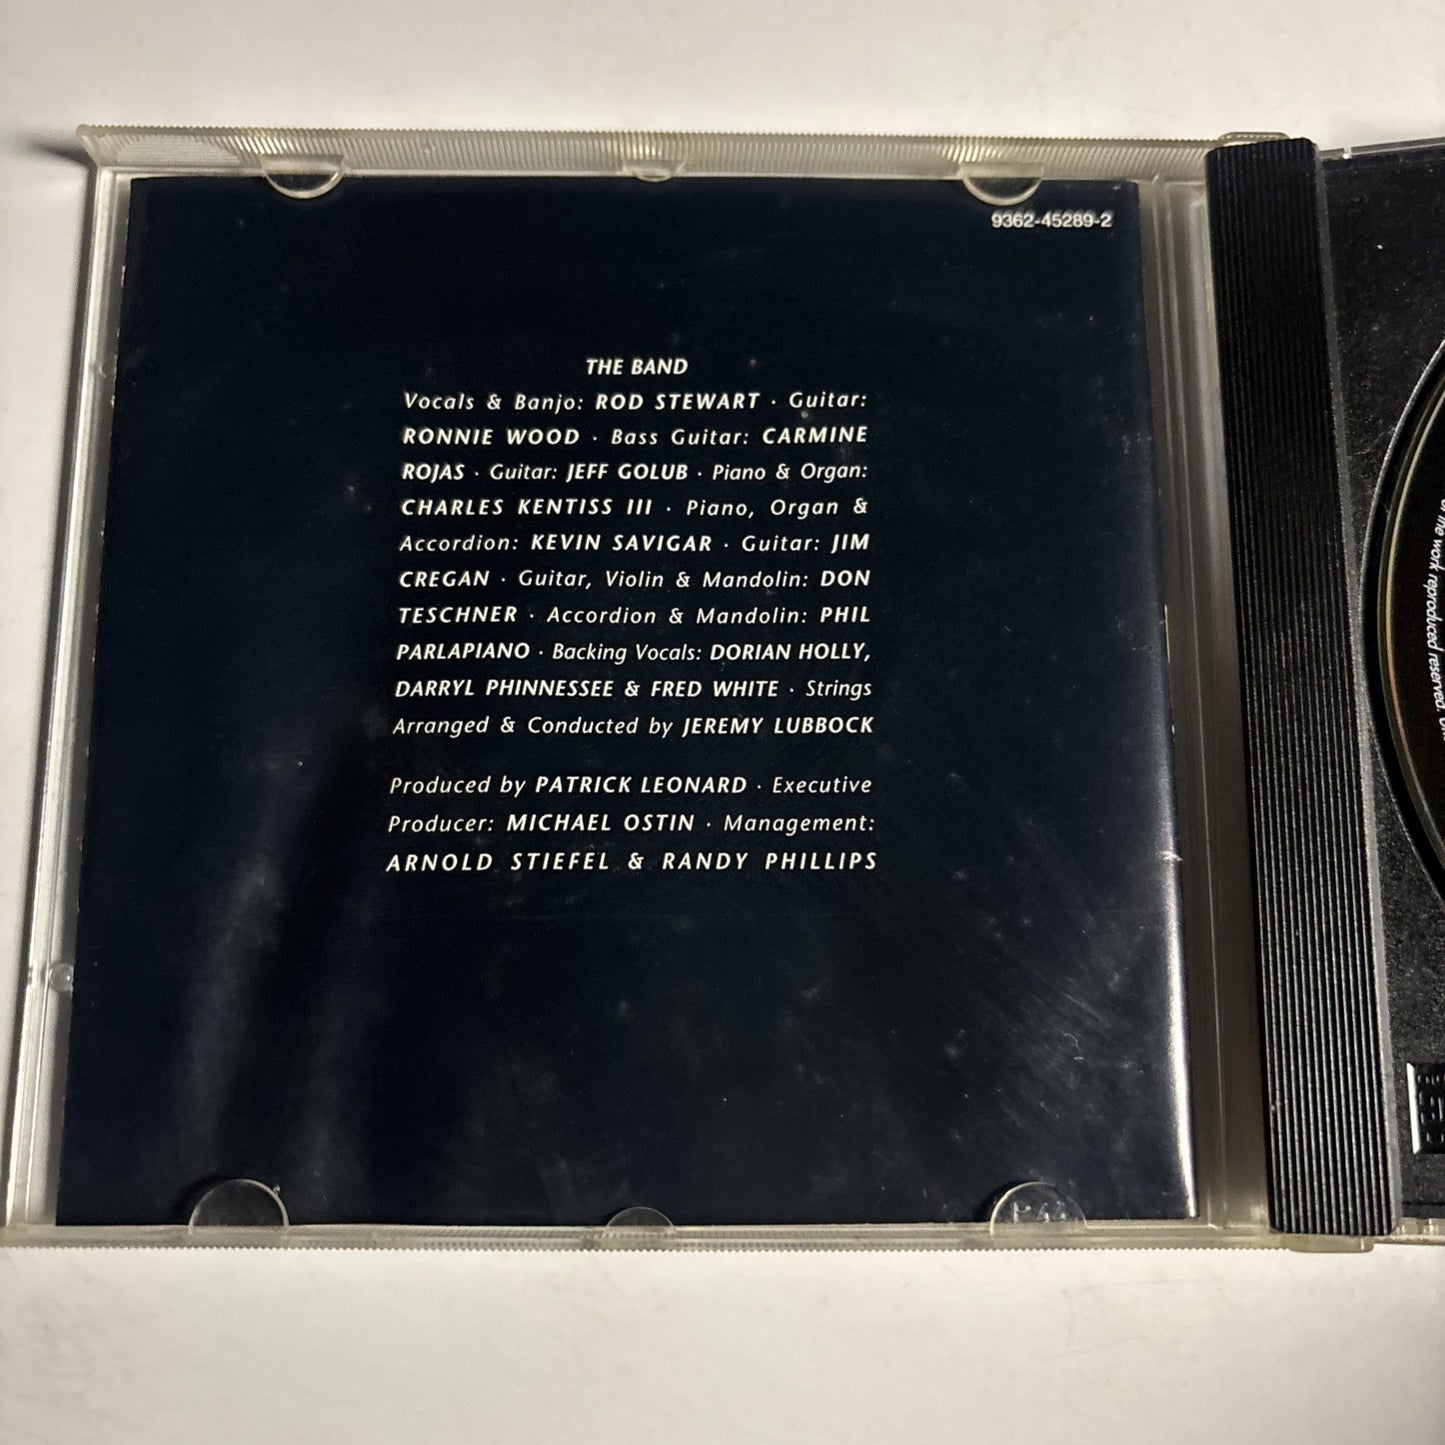 9362-45289-2
THE BAND
Vocals & Banjo: ROD STEWART · Guitar:
RONNIE WOOD · Bass Guitar: CARMINE
ROJAS · Guitar: JEFF GOLUB · Piano & Organ:
CHARLES KENTISS III · Piano, Organ &
Accordion: KEVIN SAVIGAR · Guitar: JIM
CREGAN · Guitar, Violin & Mandolin: DON
TESCHNER · Accordion & Mandolin: PHIL
PARLAPIANO · Backing Vocals: DORIAN HOLLY,
DARRYL PHINNESSEE & FRED WHITE · Strings
Arranged & Conducted by JEREMY LUBBOCK
Produced by PATRICK LEONARD · Executive
Producer: MICHAEL OSTIN · Management:
ARNOLD STIEFEL & RANDY PHILLIPS
work reproduced reserved.